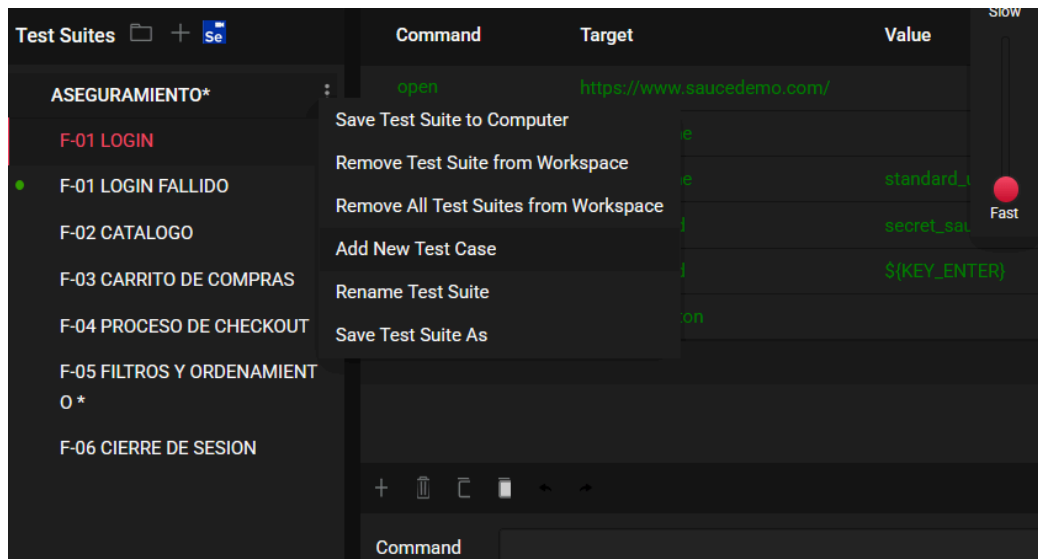 Test Suites
Se
Command Target Value
Slow
ASEGURAMIENTO*
open https://www.saucedemo.com/
Save Test Suite to Computer
F-01 LOGIN
Remove Test Suite from Workspace
F-01 LOGIN FALLIDO
Fast
Remove All Test Suites from Workspace
F-02 CATALOGO
Add New Test Case
F-03 CARRITO DE COMPRAS
${KEY_ENTER}
Rename Test Suite
F-04 PROCESO DE CHECKOUT
Save Test Suite As
F-05 FILTROS Y ORDENAMIENT
O *
F-06 CIERRE DE SESION
Command